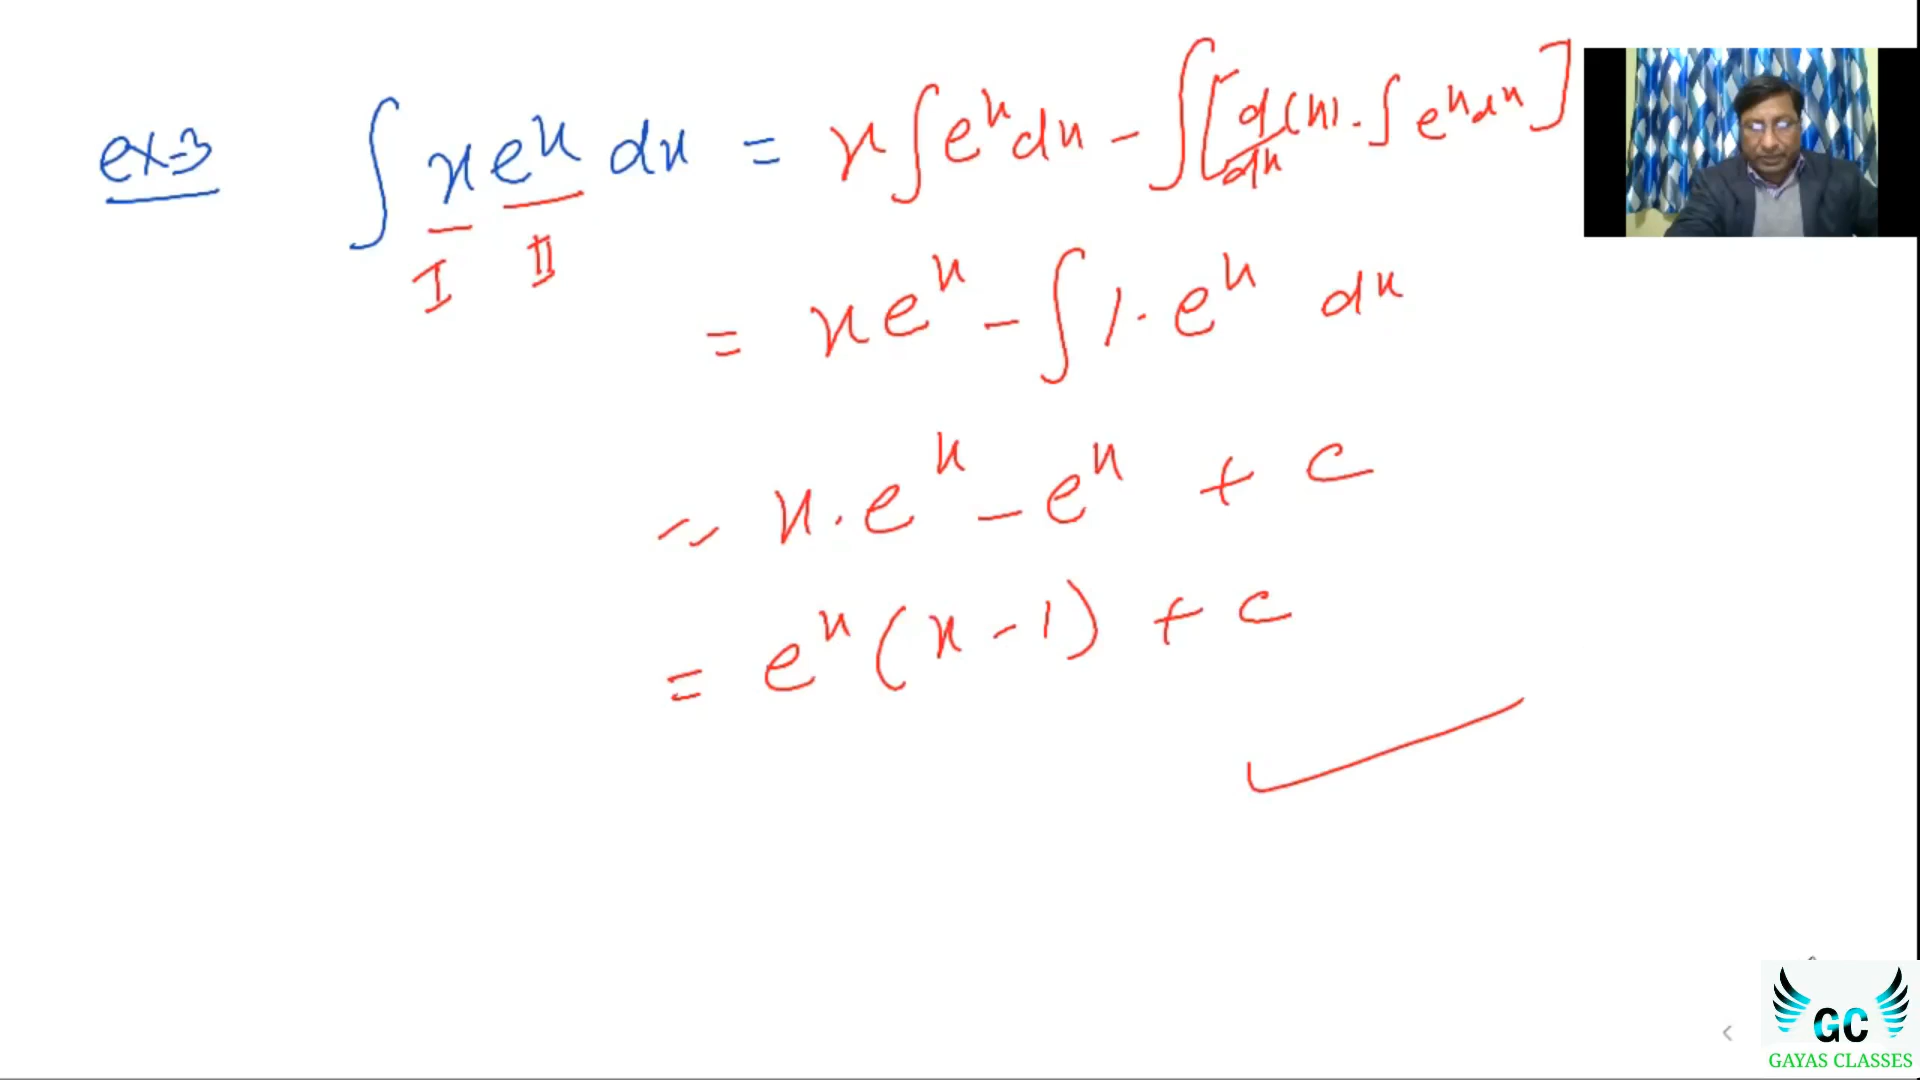 ex-3 ∫ x eˣ dx = x ∫ eˣ dx - ∫ [ d/dx (x) . ∫ eˣ dx ]
I II
= x eˣ - ∫ 1 . eˣ dx
= x . eˣ - eˣ + c
= eˣ ( x - 1 ) + c
GC
GAYAS CLASSES